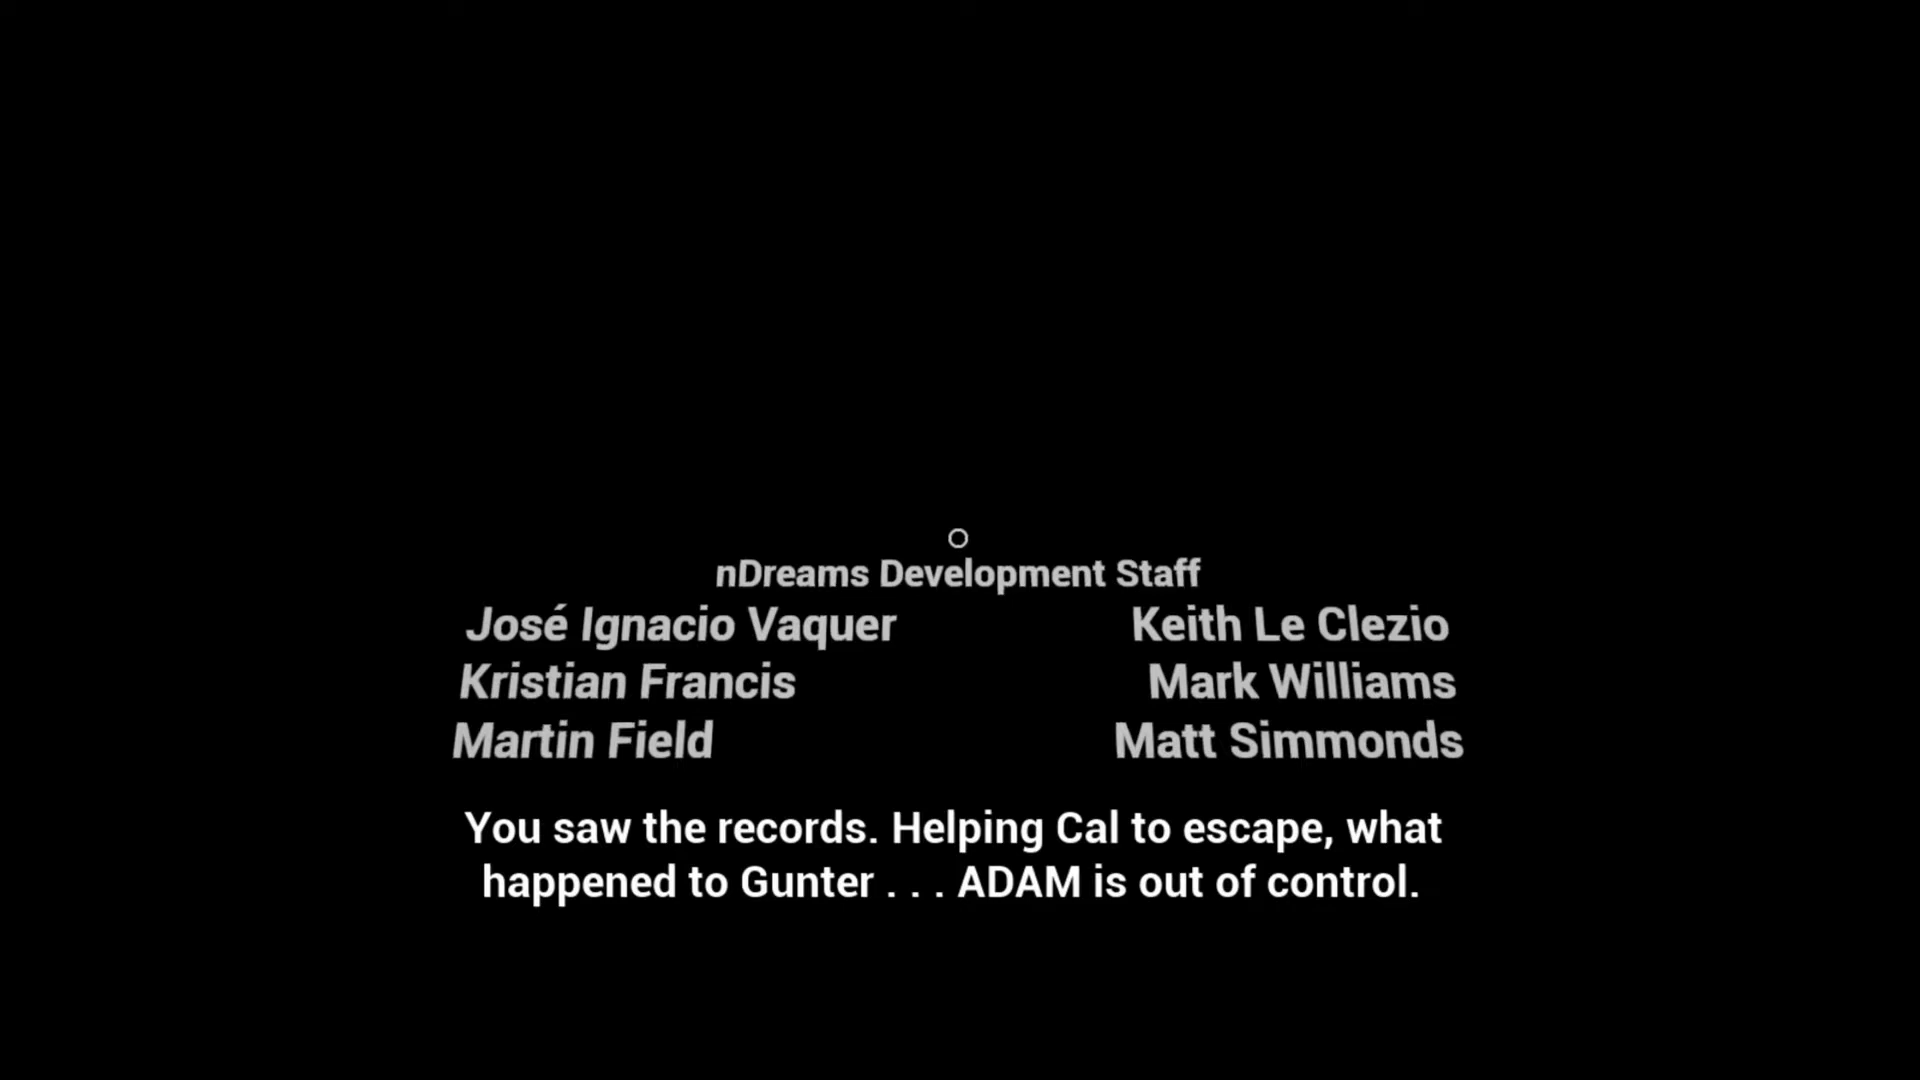 nDreams Development Staff
José Ignacio Vaquer Keith Le Clezio
Kristian Francis Mark Williams
Martin Field Matt Simmonds
You saw the records. Helping Cal to escape, what
happened to Gunter . . . ADAM is out of control.